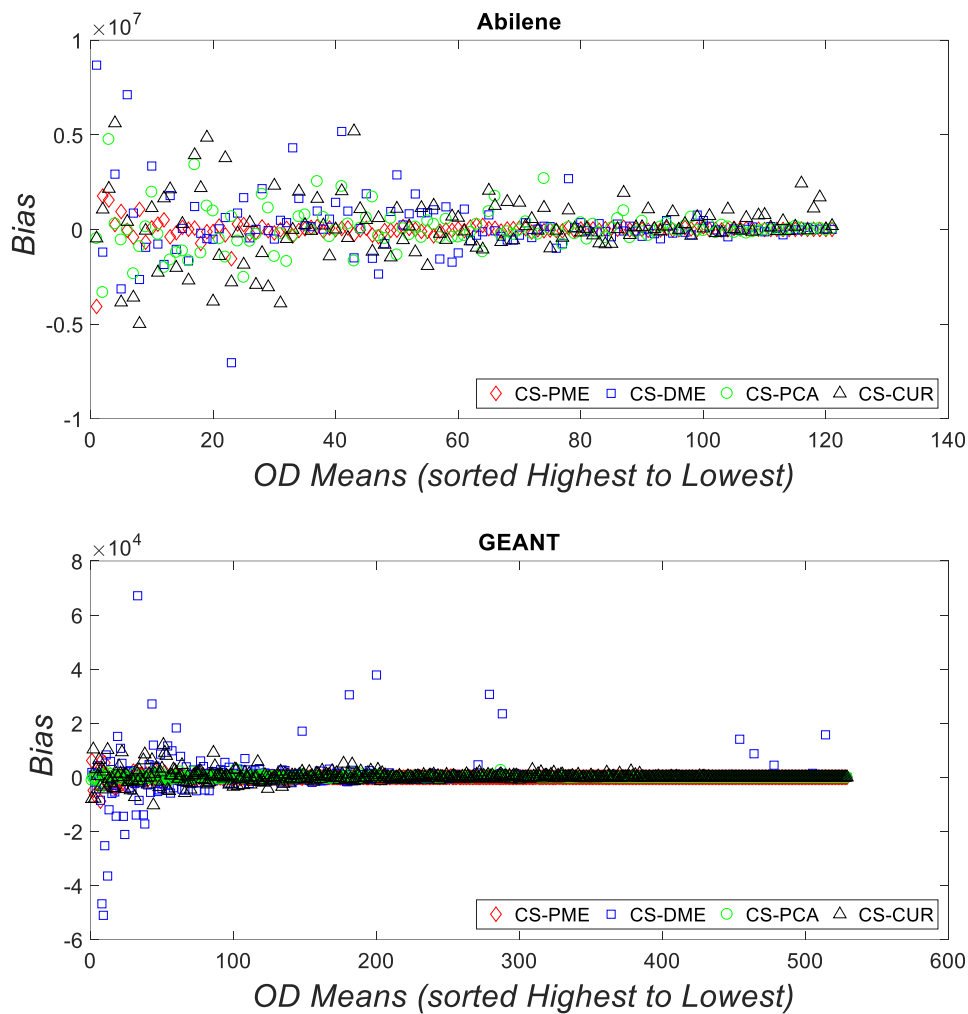 Abilene
×10^7
1
0.5
0
-0.5
-1
Bias
0 20 40 60 80 100 120 140
OD Means (sorted Highest to Lowest)
CS-PME CS-DME CS-PCA CS-CUR
GEANT
×10^4
8
6
4
2
0
-2
-4
-6
Bias
0 100 200 300 400 500 600
OD Means (sorted Highest to Lowest)
CS-PME CS-DME CS-PCA CS-CUR